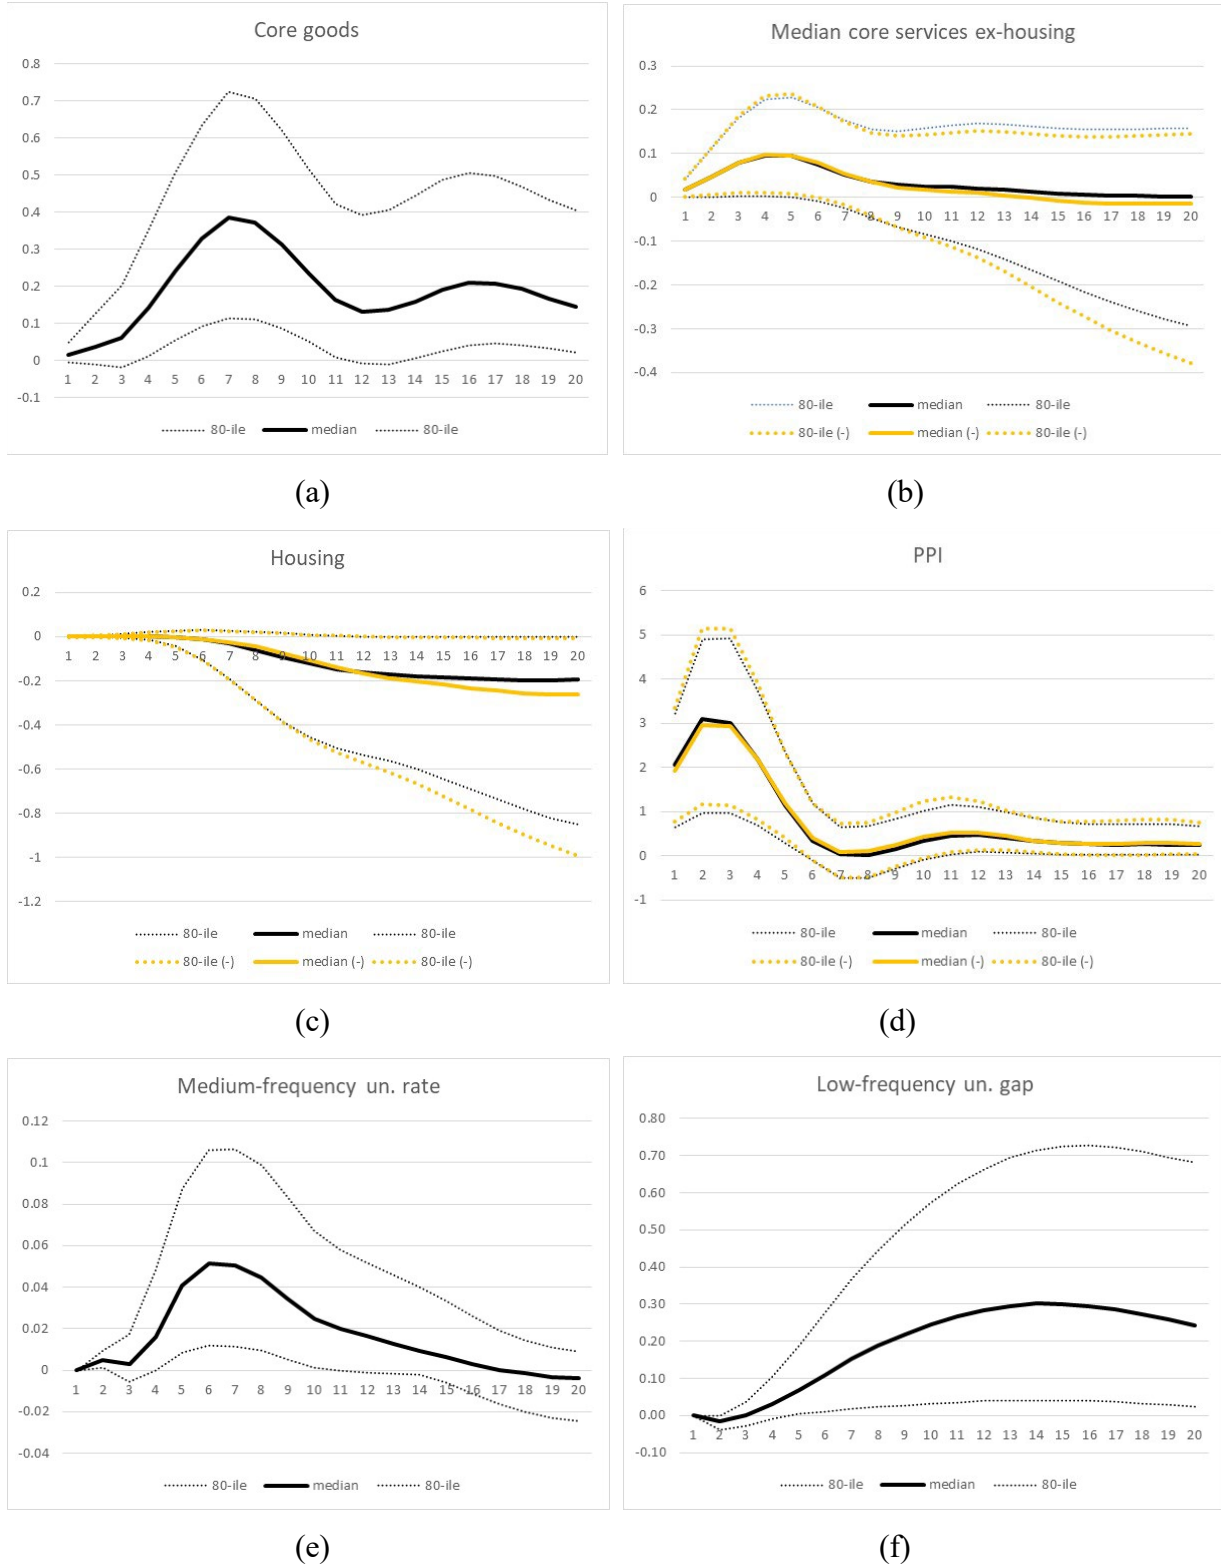 Core goods
0.8
0.7
0.6
0.5
0.4
0.3
0.2
0.1
0
-0.1
1 2 3 4 5 6 7 8 9 10 11 12 13 14 15 16 17 18 19 20
80-ile median 80-ile
(a)
Median core services ex-housing
0.3
0.2
0.1
0
-0.1
-0.2
-0.3
-0.4
1 2 3 4 5 6 7 8 9 10 11 12 13 14 15 16 17 18 19 20
80-ile median 80-ile
80-ile (-) median (-) 80-ile (-)
(b)
Housing
0.2
0
-0.2
-0.4
-0.6
-0.8
-1
-1.2
1 2 3 4 5 6 7 8 9 10 11 12 13 14 15 16 17 18 19 20
80-ile median 80-ile
80-ile (-) median (-) 80-ile (-)
(c)
PPI
6
5
4
3
2
1
0
-1
1 2 3 4 5 6 7 8 9 10 11 12 13 14 15 16 17 18 19 20
80-ile median 80-ile
80-ile (-) median (-) 80-ile (-)
(d)
Medium-frequency un. rate
0.12
0.1
0.08
0.06
0.04
0.02
0
-0.02
-0.04
1 2 3 4 5 6 7 8 9 10 11 12 13 14 15 16 17 18 19 20
80-ile median 80-ile
(e)
Low-frequency un. gap
0.80
0.70
0.60
0.50
0.40
0.30
0.20
0.10
0.00
-0.10
1 2 3 4 5 6 7 8 9 10 11 12 13 14 15 16 17 18 19 20
80-ile median 80-ile
(f)